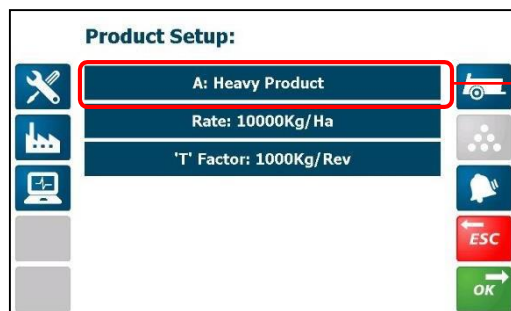 Product Setup:
A: Heavy Product
Rate: 10000Kg/Ha
'T' Factor: 1000Kg/Rev
ESC
OK